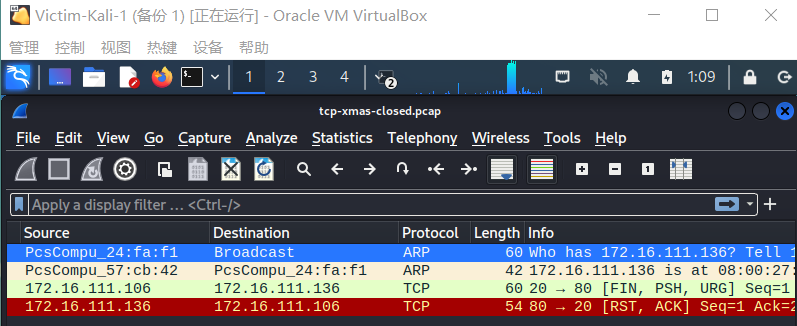 Victim-Kali-1 (备份 1) [正在运行] - Oracle VM VirtualBox
管理 控制 视图 热键 设备 帮助
1 2 3 4 2 1:09
tcp-xmas-closed.pcap
File Edit View Go Capture Analyze Statistics Telephony Wireless Tools Help
Apply a display filter ... <Ctrl-/>
Source Destination Protocol Length Info
PcsCompu_24:fa:f1 Broadcast ARP 60 Who has 172.16.111.136? Tell 1
PcsCompu_57:cb:42 PcsCompu_24:fa:f1 ARP 42 172.16.111.136 is at 08:00:27:
172.16.111.106 172.16.111.136 TCP 60 20 → 80 [FIN, PSH, URG] Seq=1
172.16.111.136 172.16.111.106 TCP 54 80 → 20 [RST, ACK] Seq=1 Ack=2